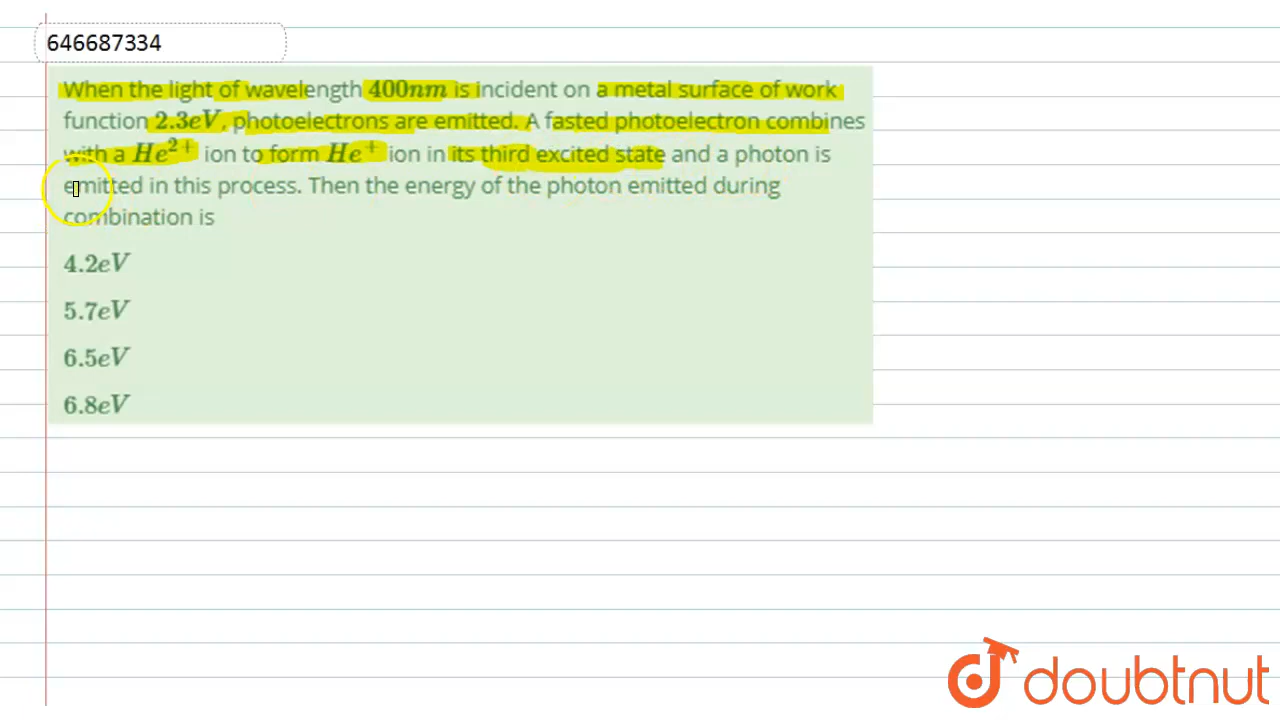 646687334
When the light of wavelength 400nm is incident on a metal surface of work
function 2.3eV, photoelectrons are emitted. A fasted photoelectron combines
with a He²⁺ ion to form He⁺ ion in its third excited state and a photon is
emitted in this process. Then the energy of the photon emitted during
combination is
4.2eV
5.7eV
6.5eV
6.8eV
doubtnut